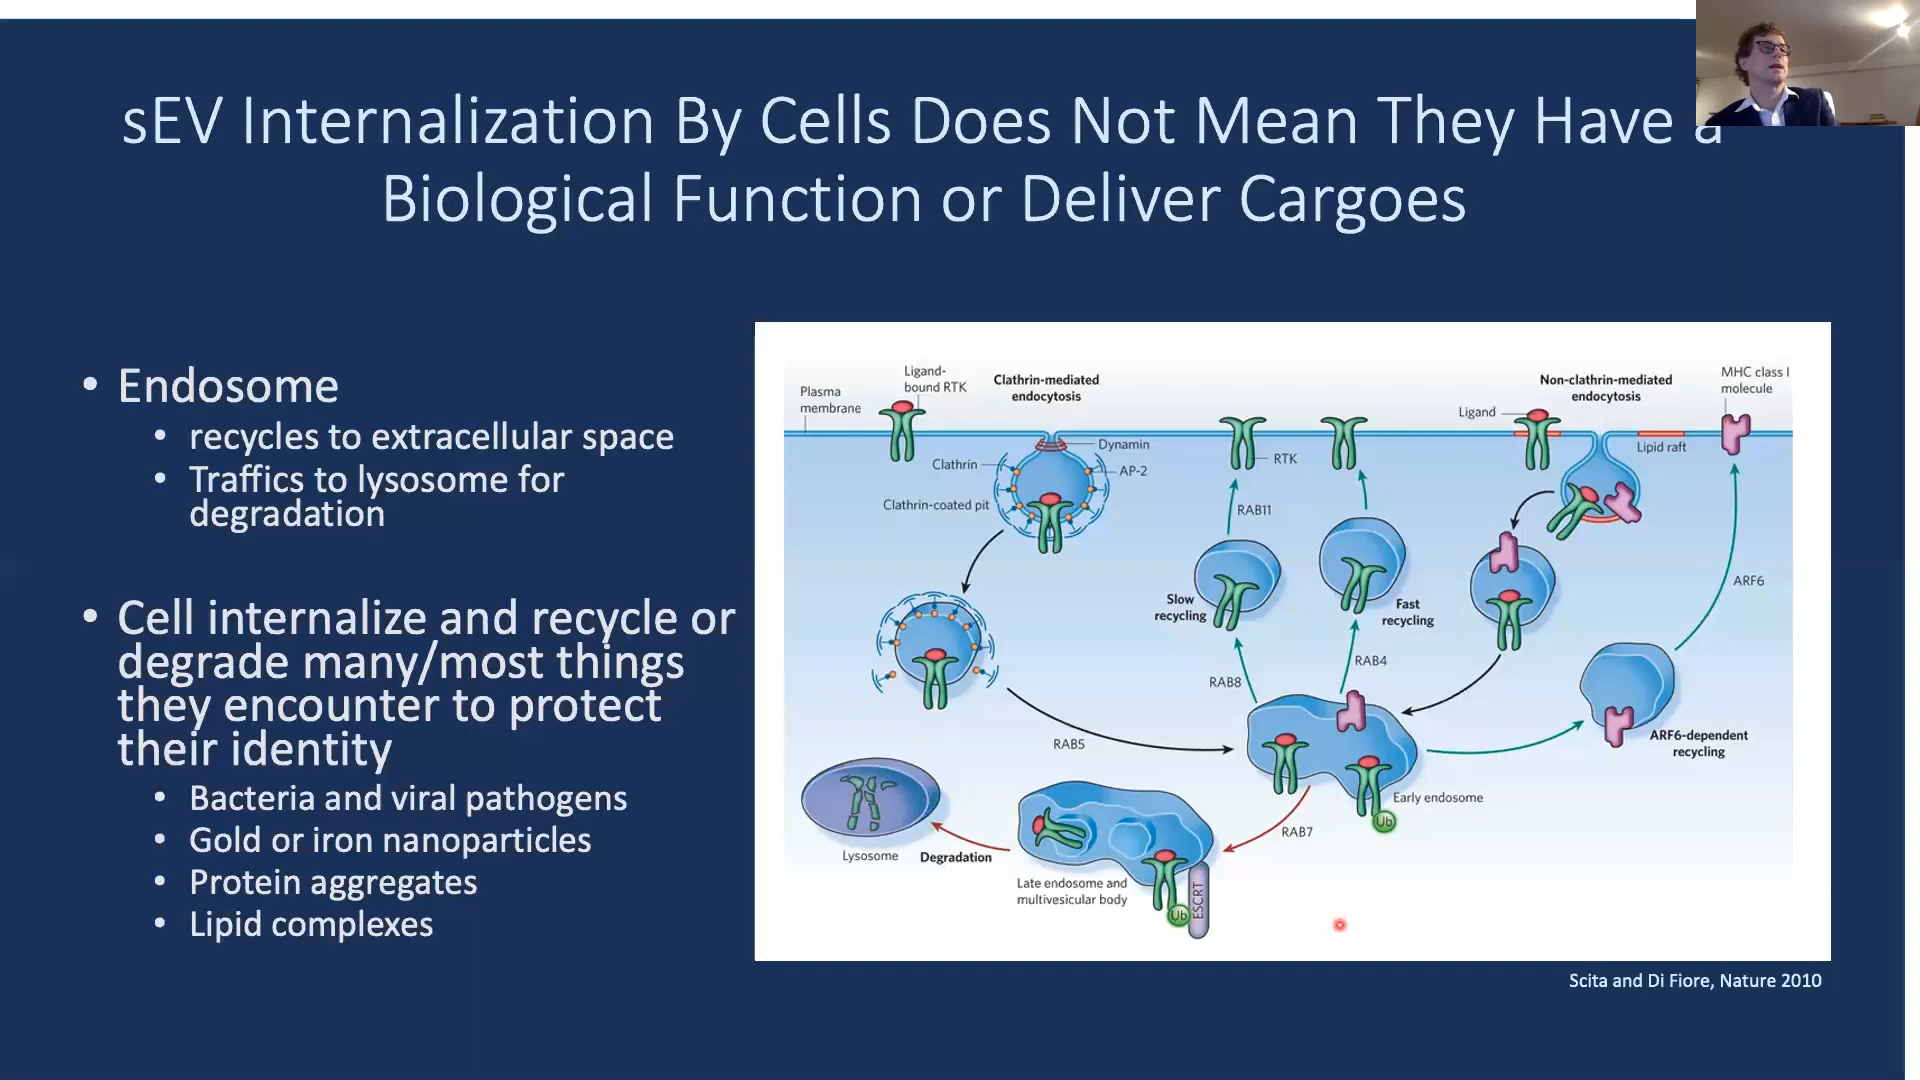 sEV Internalization By Cells Does Not Mean They Have a
Biological Function or Deliver Cargoes
• Endosome
• recycles to extracellular space
• Traffics to lysosome for
degradation
• Cell internalize and recycle or
degrade many/most things
they encounter to protect
their identity
• Bacteria and viral pathogens
• Gold or iron nanoparticles
• Protein aggregates
• Lipid complexes
Plasma
membrane
Ligand-
bound RTK
Clathrin-mediated
endocytosis
Non-clathrin-mediated
endocytosis
MHC class I
molecule
Ligand
Dynamin
Clathrin
AP-2
RTK
Lipid raft
Clathrin-coated pit
RAB11
ARF6
Slow
recycling
Fast
recycling
RAB8
RAB4
RAB5
ARF6-dependent
recycling
Early endosome
Ub
RAB7
Lysosome
Degradation
Late endosome and
multivesicular body
Ub
ESCRT
Scita and Di Fiore, Nature 2010